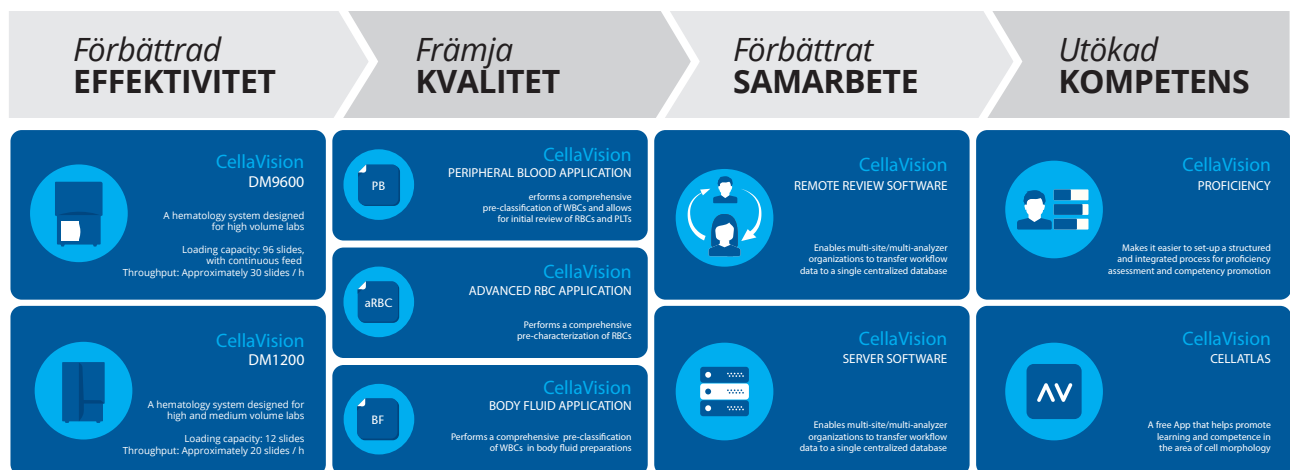 Förbättrad
EFFEKTIVITET
Främja
KVALITET
Förbättrat
SAMARBETE
Utökad
KOMPETENS
CellaVision
DM9600
A hematology system designed
for high volume labs
Loading capacity: 96 slides,
with continuous feed
Throughput: Approximately 30 slides / h
CellaVision
DM1200
A hematology system designed for
high and medium volume labs
Loading capacity: 12 slides
Throughput: Approximately 20 slides / h
PB
CellaVision
PERIPHERAL BLOOD APPLICATION
erforms a comprehensive
pre-classification of WBCs and allows
for initial review of RBCs and PLTs
aRBC
CellaVision
ADVANCED RBC APPLICATION
Performs a comprehensive
pre-characterization of RBCs
BF
CellaVision
BODY FLUID APPLICATION
Performs a comprehensive pre-classification
of WBCs in body fluid preparations
CellaVision
REMOTE REVIEW SOFTWARE
Enables multi-site/multi-analyzer
organizations to transfer workflow
data to a single centralized database
CellaVision
SERVER SOFTWARE
Enables multi-site/multi-analyzer
organizations to transfer workflow
data to a single centralized database
CellaVision
PROFICIENCY
Makes it easier to set-up a structured
and integrated process for proficiency
assessment and competency promotion
CellaVision
CELLATLAS
A free App that helps promote
learning and competence in
the area of cell morphology